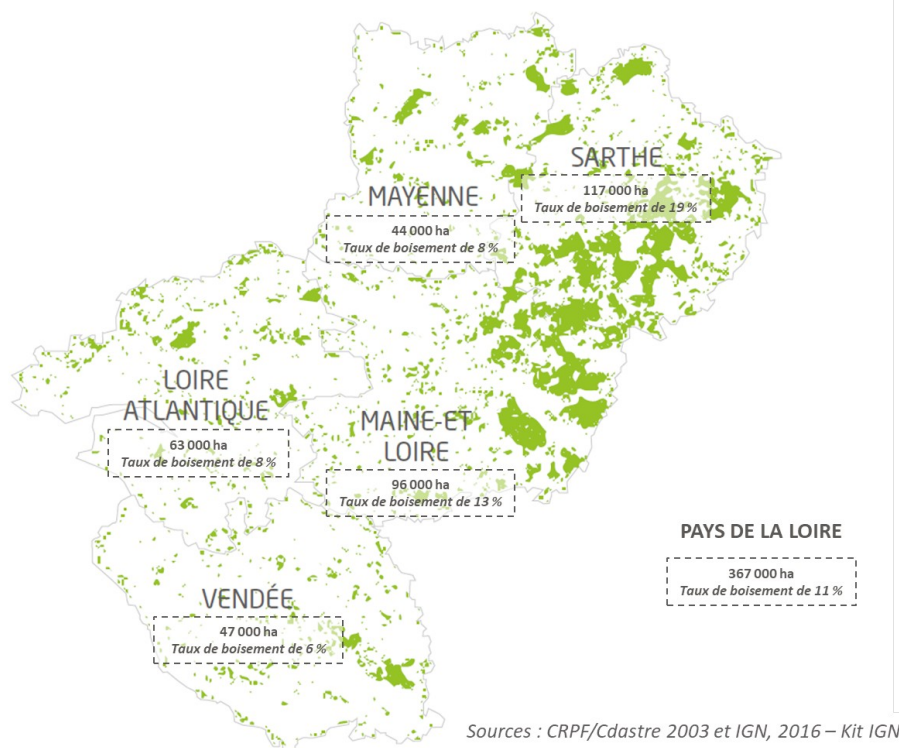 SARTHE
117 000 ha
Taux de boisement de 19 %
MAYENNE
44 000 ha
Taux de boisement de 8 %
LOIRE
ATLANTIQUE
63 000 ha
Taux de boisement de 8 %
MAINE-ET
LOIRE
96 000 ha
Taux de boisement de 13 %
PAYS DE LA LOIRE
367 000 ha
Taux de boisement de 11 %
VENDÉE
47 000 ha
Taux de boisement de 6 %
Sources : CRPF/Cdastre 2003 et IGN, 2016 – Kit IGN